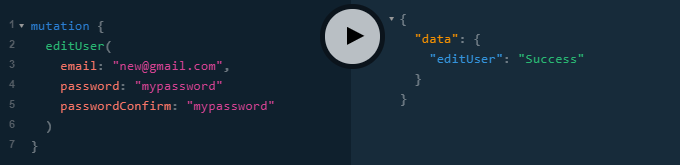 1 mutation {
2 editUser(
3 email: "new@gmail.com",
4 password: "mypassword"
5 passwordConfirm: "mypassword"
6 )
7 }
{
"data": {
"editUser": "Success"
}
}